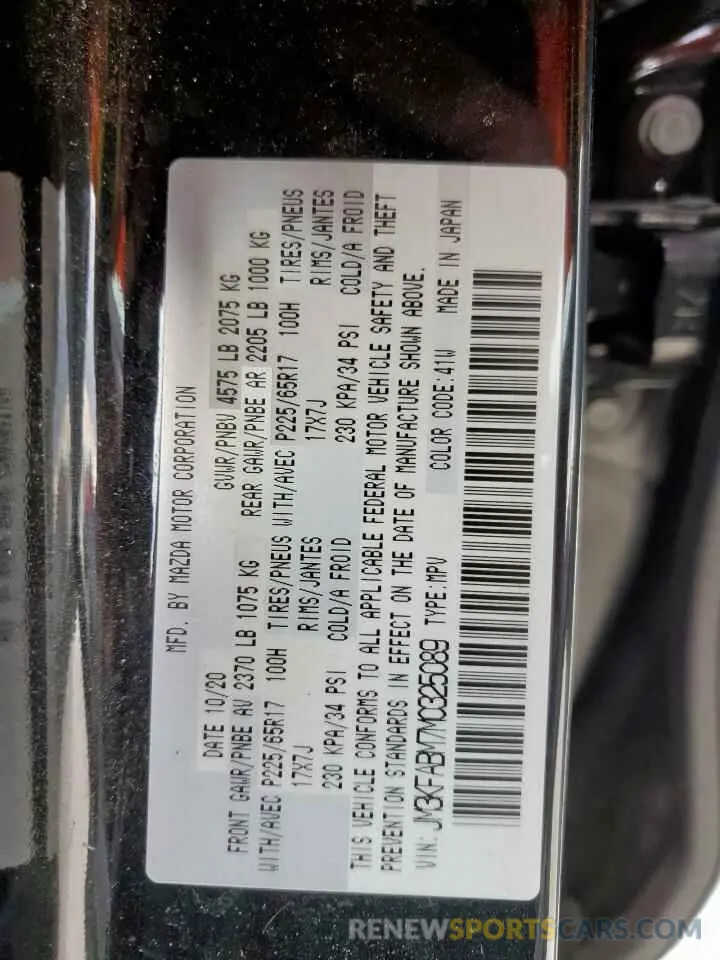 MFD. BY MAZDA MOTOR CORPORATION
DATE 10/20 GVWR/PNBV 4575 LB 2075 KG
FRONT GAWR/PNBE AV 2370 LB 1075 KG REAR GAWR/PNBE AR 2205 LB 1000 KG
WITH/AVEC P225/65R17 100H TIRES/PNEUS WITH/AVEC P225/65R17 100H TIRES/PNEUS
17X7J RIMS/JANTES 17X7J RIMS/JANTES
230 KPA/34 PSI COLD/A FROID 230 KPA/34 PSI COLD/A FROID
THIS VEHICLE CONFORMS TO ALL APPLICABLE FEDERAL MOTOR VEHICLE SAFETY AND THEFT
PREVENTION STANDARDS IN EFFECT ON THE DATE OF MANUFACTURE SHOWN ABOVE.
VIN: JM3KFABM7M0325089 TYPE:MPV COLOR CODE:41W MADE IN JAPAN
RENEWSPORTSCARS.COM